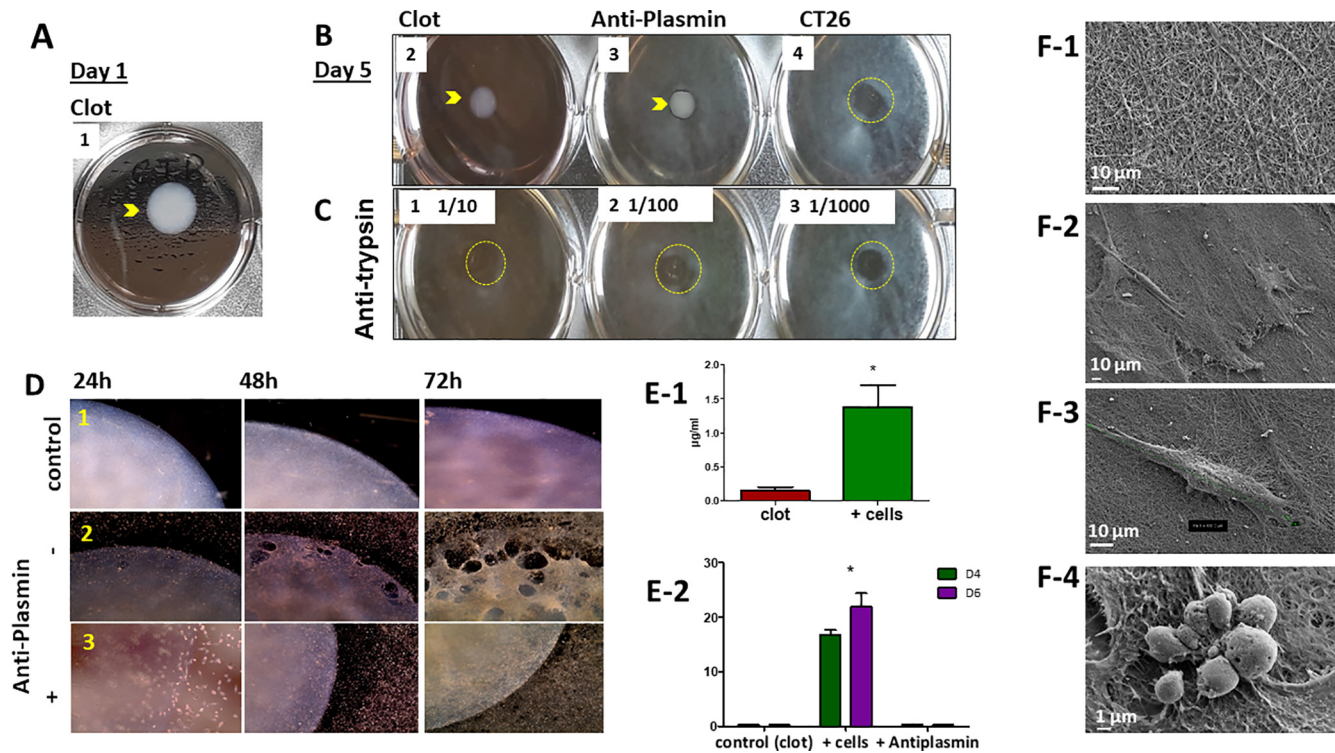 A
Day 1
Clot
1
B
Day 5
Clot
Anti-Plasmin
CT26
2
3
4
C
Anti-trypsin
1 1/10
2 1/100
3 1/1000
D
24h
48h
72h
control
Anti-Plasmin
-
+
1
2
3
E-1
µg/ml
2.0
1.5
1.0
0.5
0.0
*
clot
+ cells
E-2
30
20
10
0
*
D4
D6
control (clot)
+ cells
+ Antiplasmin
F-1
10 µm
F-2
10 µm
F-3
10 µm
F-4
1 µm